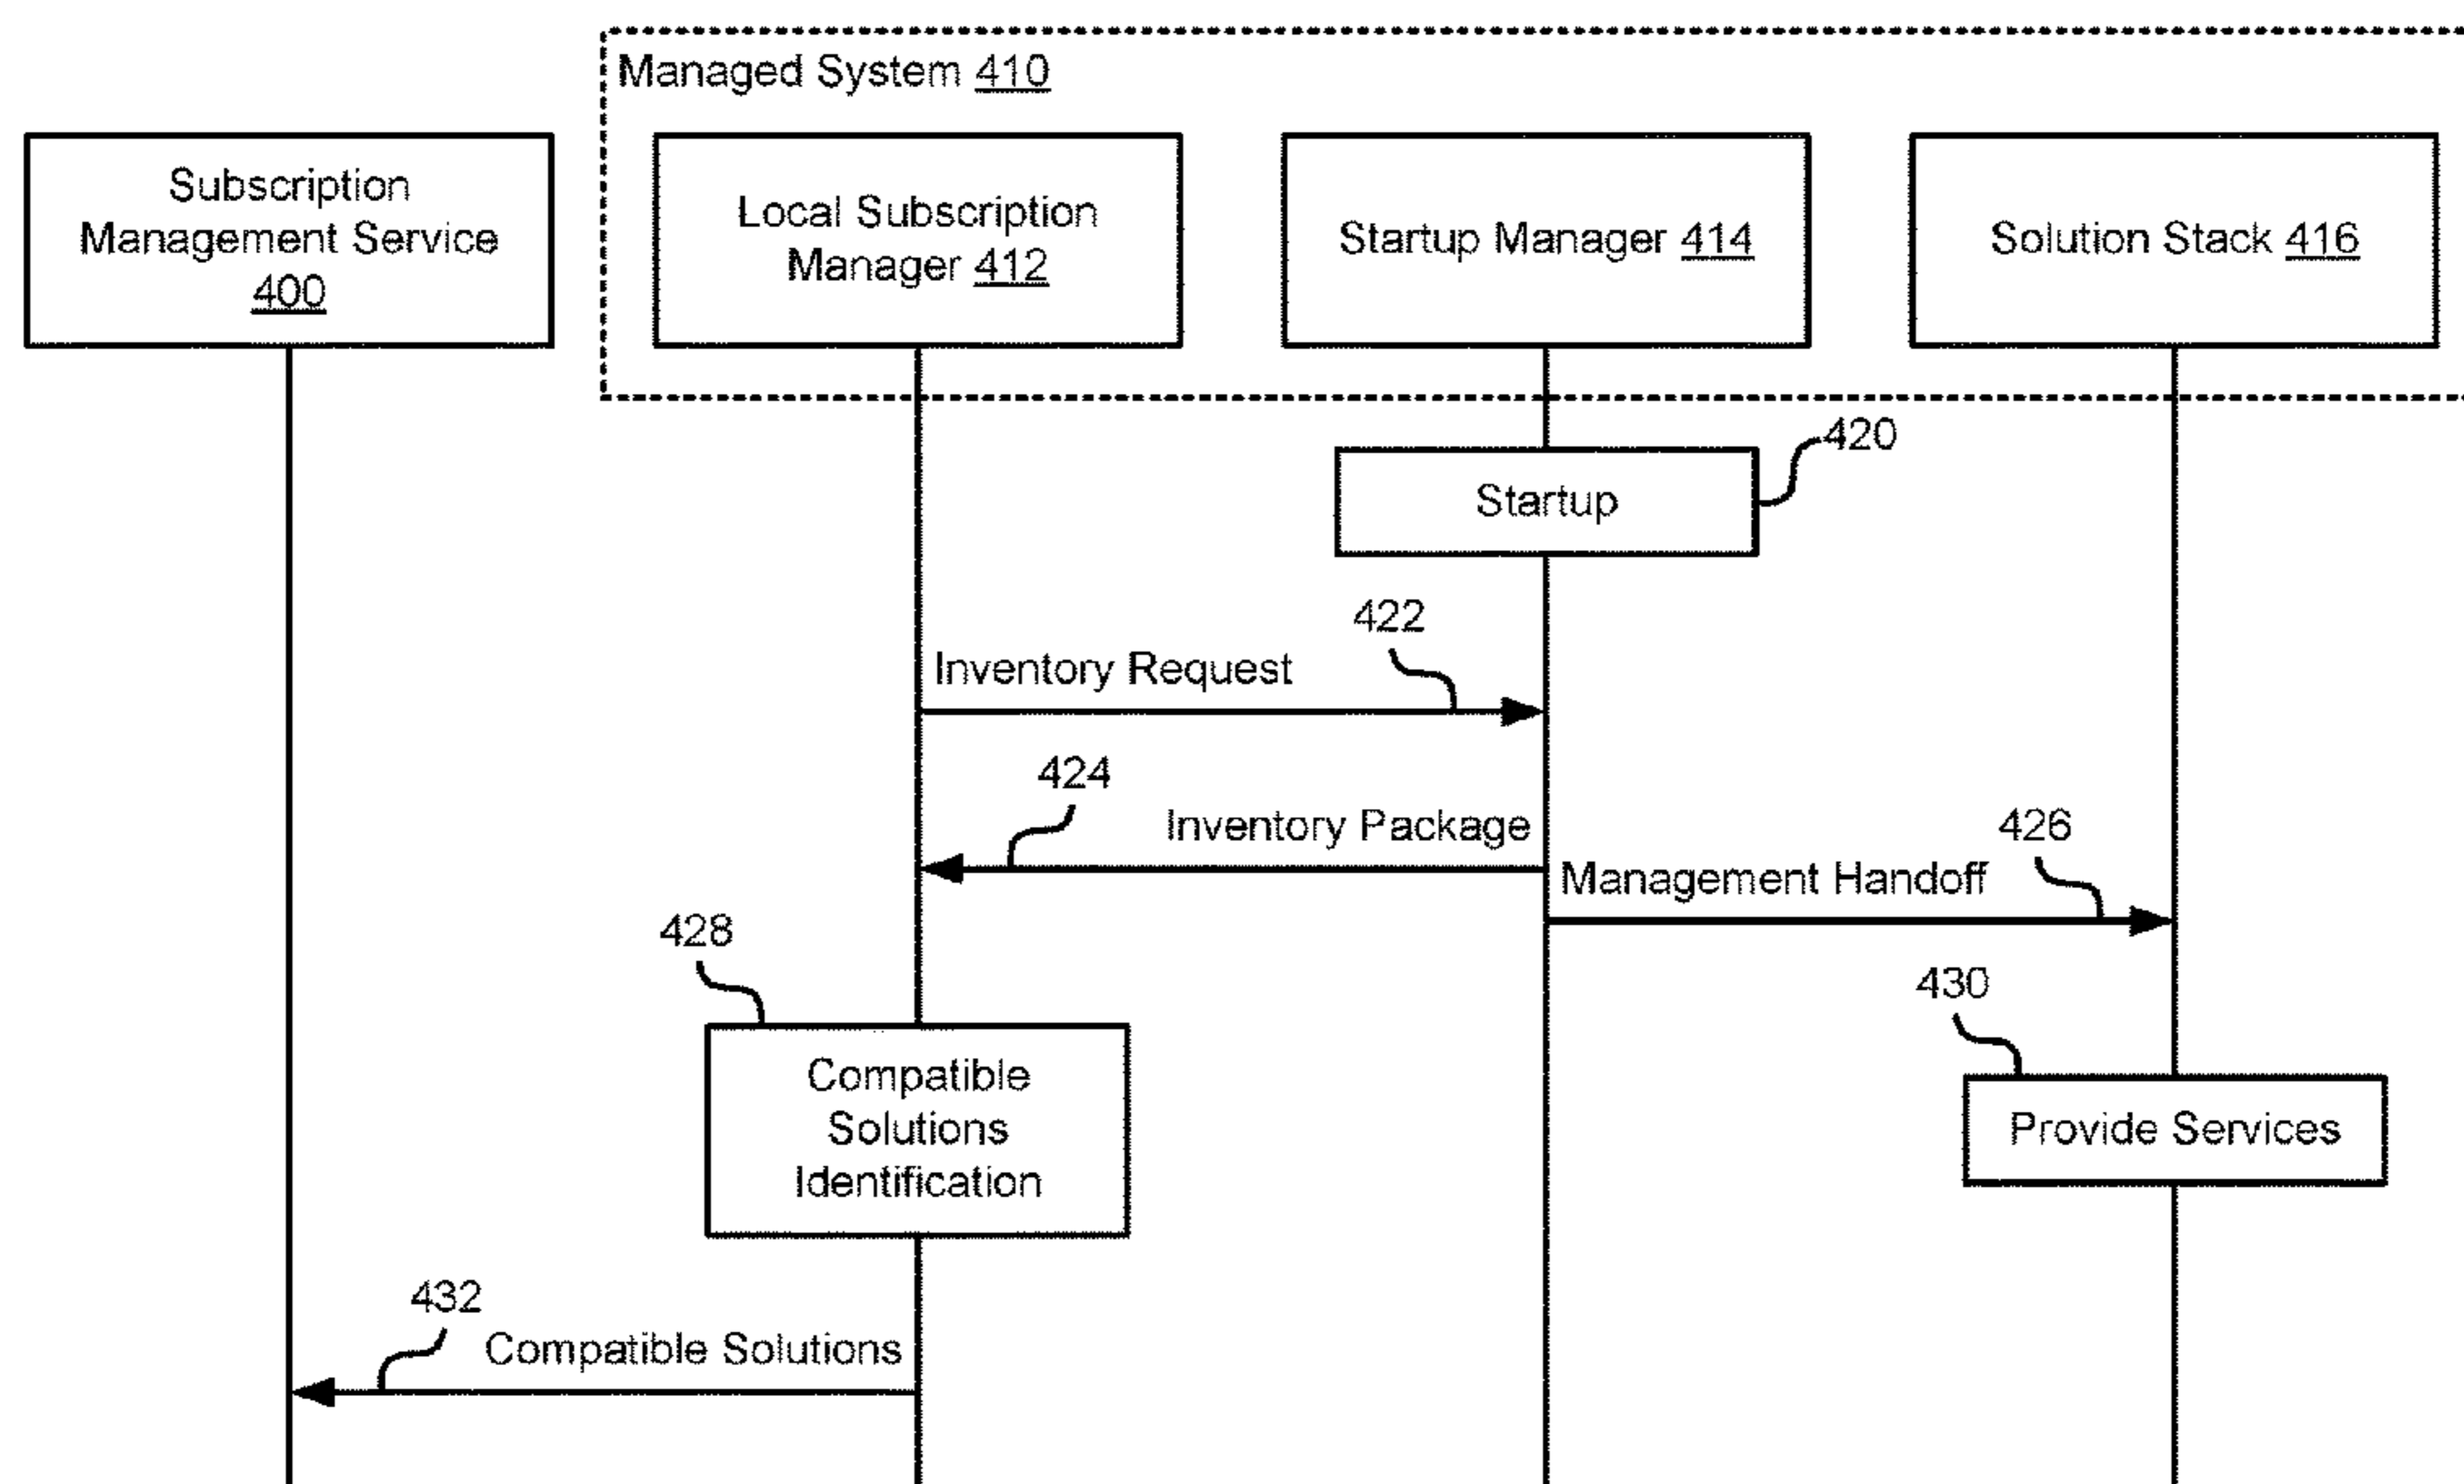 Managed System 410
Subscription
Management Service
400
Local Subscription
Manager 412
Startup Manager 414
Solution Stack 416
420
Startup
422
Inventory Request
424
Inventory Package
426
Management Handoff
428
430
Compatible
Solutions
Identification
Provide Services
432
Compatible Solutions